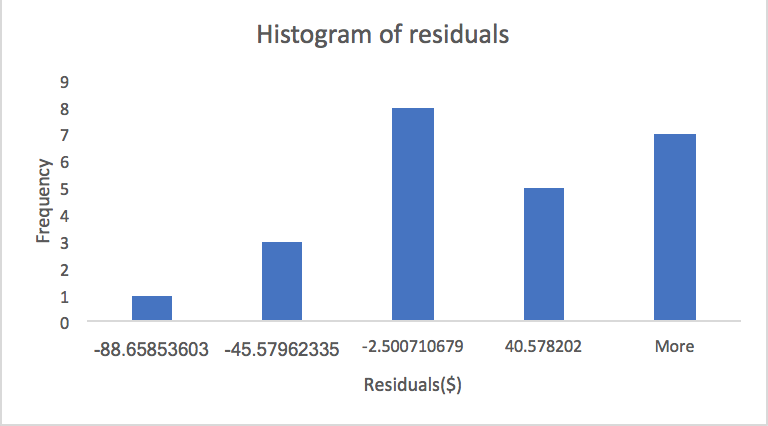 Histogram of residuals
9
8
7
6
5
4
3
2
1
0
Frequency
-88.65853603 -45.57962335 -2.500710679 40.578202 More
Residuals($)